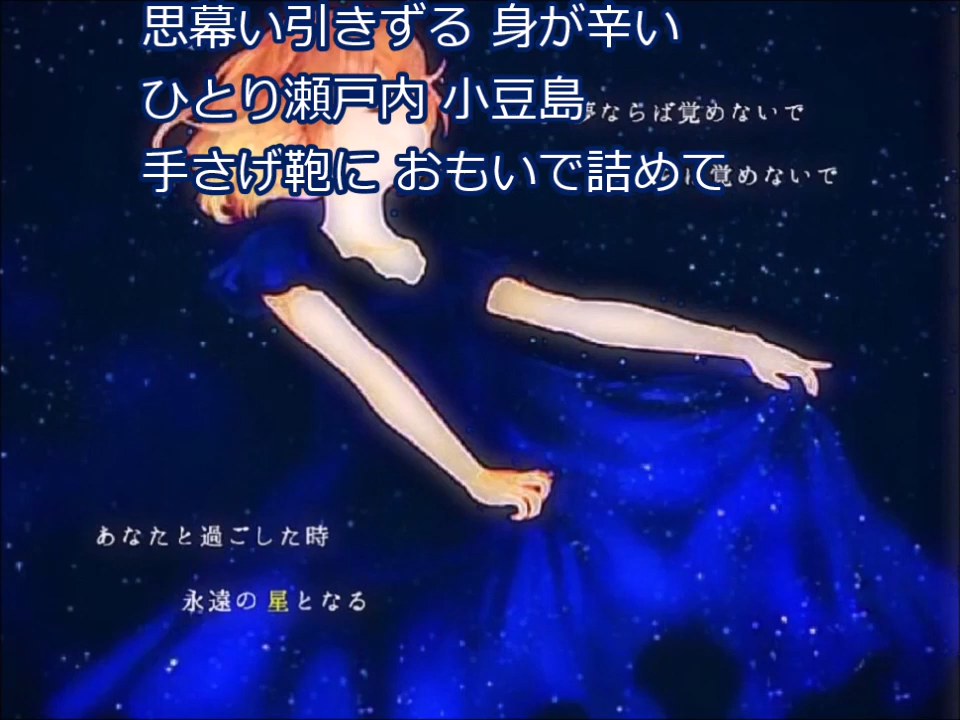 思幕い引きずる 身が辛い
ひとり瀬戸内 小豆島
手さげ鞄に おもいで詰めて
夢ならば覚めないで
覚めないで
あなたと過ごした時
永遠の星となる